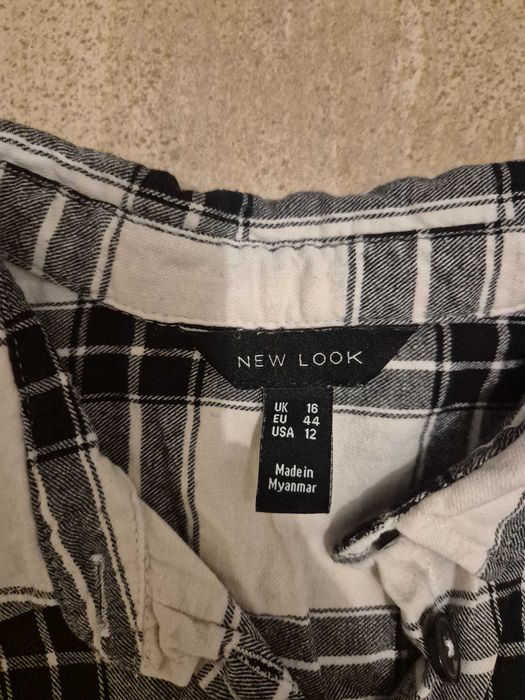 NEW LOOK
UK 16
EU 44
USA 12
Made in
Myanmar